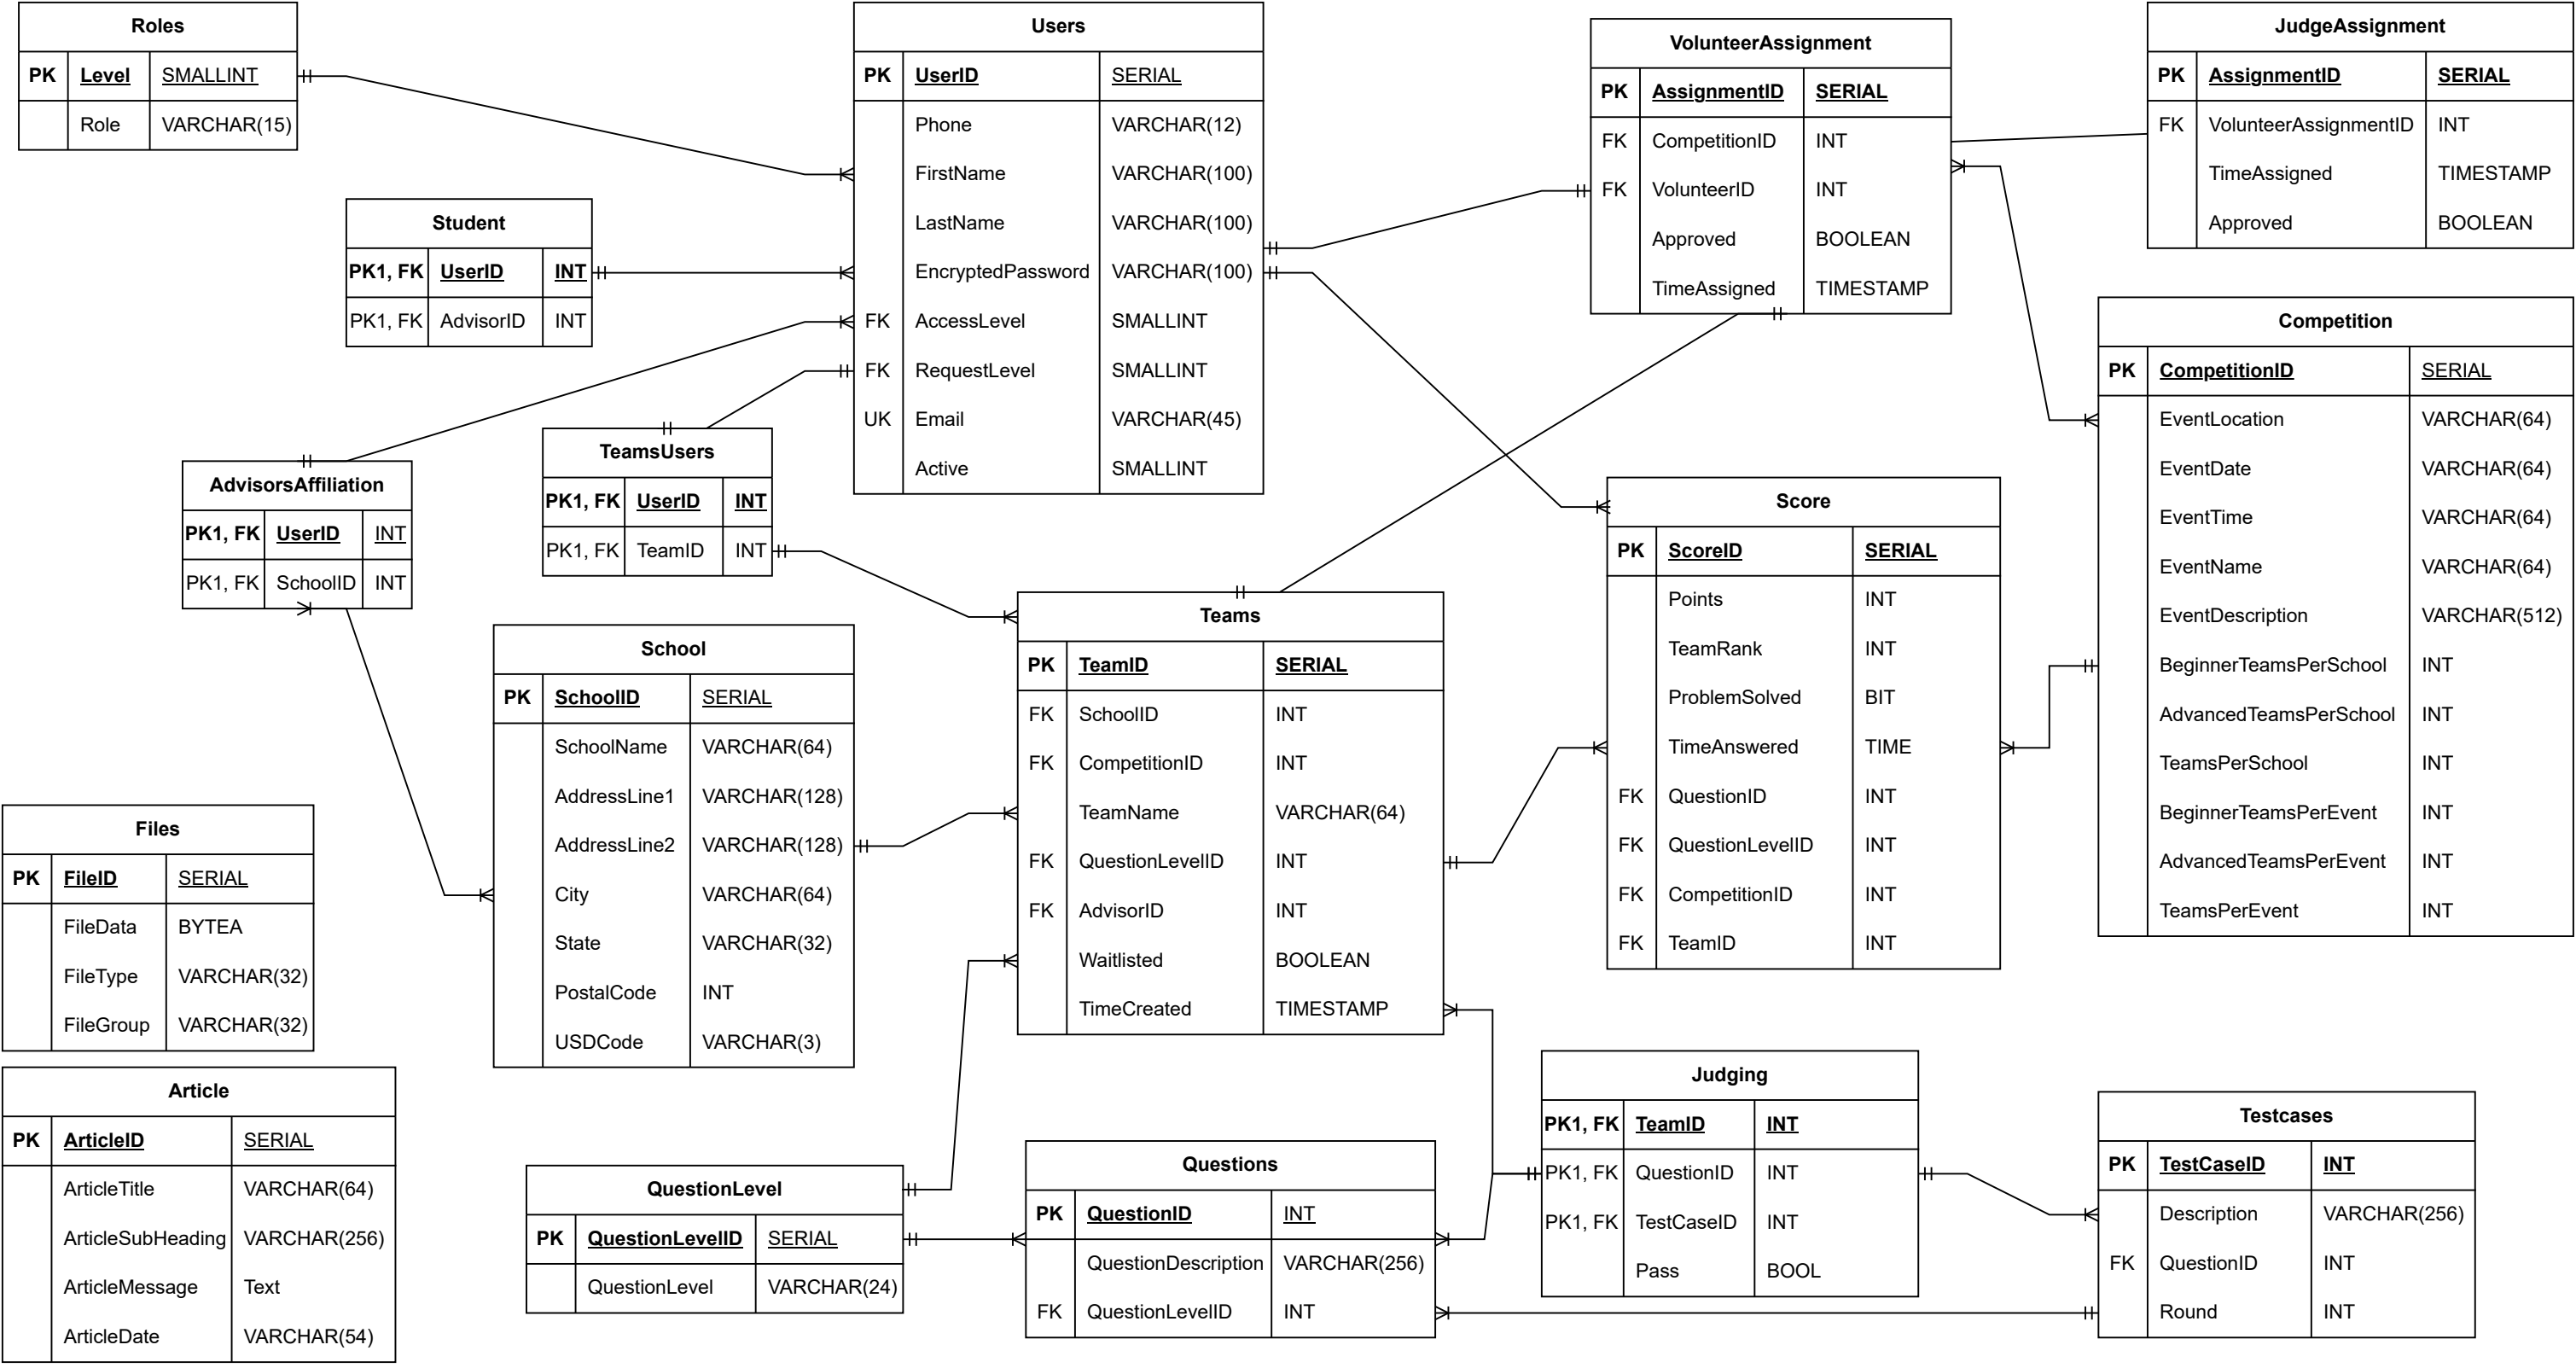 Roles
PK Level SMALLINT
Role VARCHAR(15)
Users
PK UserID SERIAL
Phone VARCHAR(12)
FirstName VARCHAR(100)
LastName VARCHAR(100)
EncryptedPassword VARCHAR(100)
FK AccessLevel SMALLINT
FK RequestLevel SMALLINT
UK Email VARCHAR(45)
Active SMALLINT
VolunteerAssignment
PK AssignmentID SERIAL
FK CompetitionID INT
FK VolunteerID INT
Approved BOOLEAN
TimeAssigned TIMESTAMP
JudgeAssignment
PK AssignmentID SERIAL
FK VolunteerAssignmentID INT
TimeAssigned TIMESTAMP
Approved BOOLEAN
Student
PK1, FK UserID INT
PK1, FK AdvisorID INT
Competition
PK CompetitionID SERIAL
EventLocation VARCHAR(64)
EventDate VARCHAR(64)
EventTime VARCHAR(64)
EventName VARCHAR(64)
EventDescription VARCHAR(512)
BeginnerTeamsPerSchool INT
AdvancedTeamsPerSchool INT
TeamsPerSchool INT
BeginnerTeamsPerEvent INT
AdvancedTeamsPerEvent INT
TeamsPerEvent INT
AdvisorsAffiliation
PK1, FK UserID INT
PK1, FK SchoolID INT
TeamsUsers
PK1, FK UserID INT
PK1, FK TeamID INT
Score
PK ScoreID SERIAL
Points INT
TeamRank INT
ProblemSolved BIT
TimeAnswered TIME
FK QuestionID INT
FK QuestionLevelID INT
FK CompetitionID INT
FK TeamID INT
School
PK SchoolID SERIAL
SchoolName VARCHAR(64)
AddressLine1 VARCHAR(128)
AddressLine2 VARCHAR(128)
City VARCHAR(64)
State VARCHAR(32)
PostalCode INT
USDCode VARCHAR(3)
Teams
PK TeamID SERIAL
FK SchoolID INT
FK CompetitionID INT
TeamName VARCHAR(64)
FK QuestionLevelID INT
FK AdvisorID INT
Waitlisted BOOLEAN
TimeCreated TIMESTAMP
Files
PK FileID SERIAL
FileData BYTEA
FileType VARCHAR(32)
FileGroup VARCHAR(32)
Article
PK ArticleID SERIAL
ArticleTitle VARCHAR(64)
ArticleSubHeading VARCHAR(256)
ArticleMessage Text
ArticleDate VARCHAR(54)
QuestionLevel
PK QuestionLevelID SERIAL
QuestionLevel VARCHAR(24)
Questions
PK QuestionID INT
QuestionDescription VARCHAR(256)
FK QuestionLevelID INT
Judging
PK1, FK TeamID INT
PK1, FK QuestionID INT
PK1, FK TestCaseID INT
Pass BOOL
Testcases
PK TestCaseID INT
Description VARCHAR(256)
FK QuestionID INT
Round INT